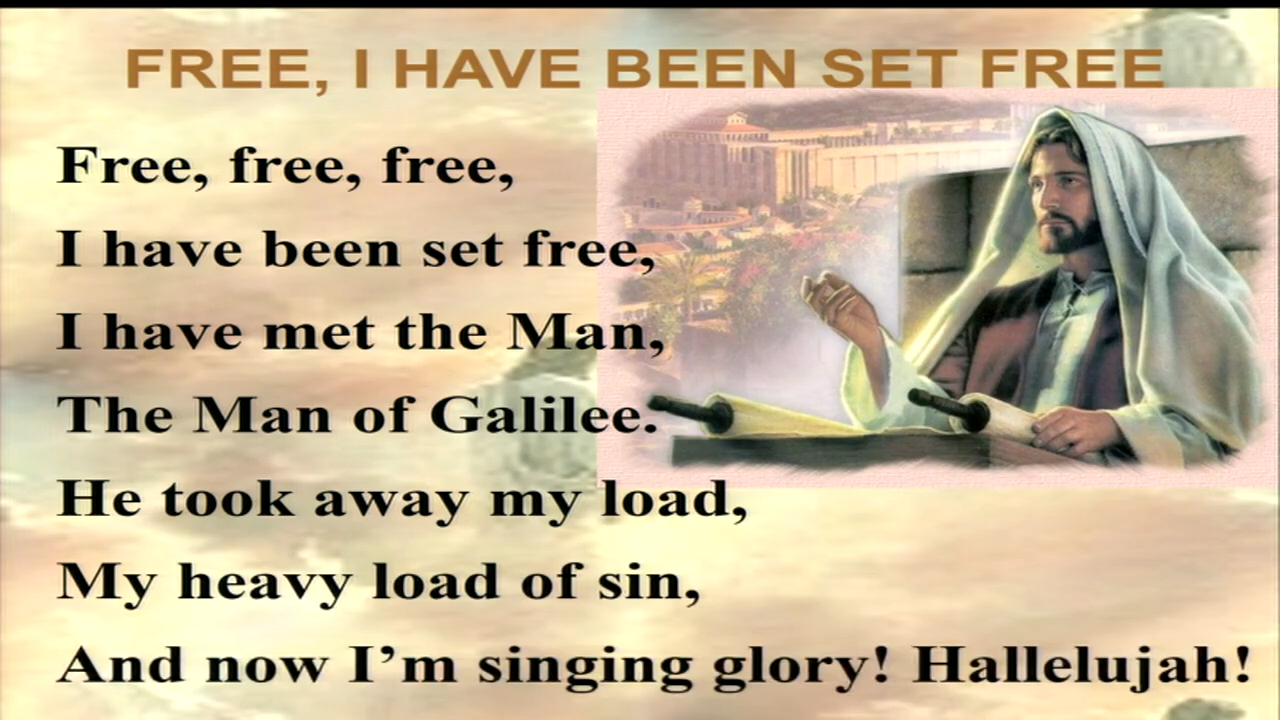 FREE, I HAVE BEEN SET FREE
Free, free, free,
I have been set free,
I have met the Man,
The Man of Galilee.
He took away my load,
My heavy load of sin,
And now I’m singing glory! Hallelujah!